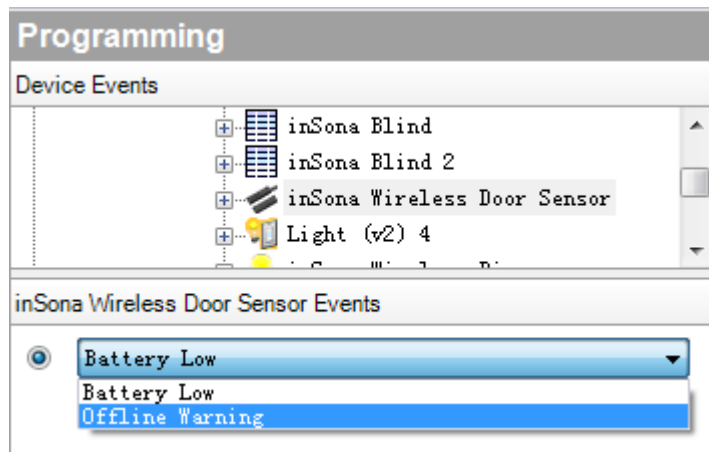 Programming
Device Events
inSona Blind
inSona Blind 2
inSona Wireless Door Sensor
Light (v2) 4
inSona Wireless Door Sensor Events
Battery Low
Battery Low
Offline Warning